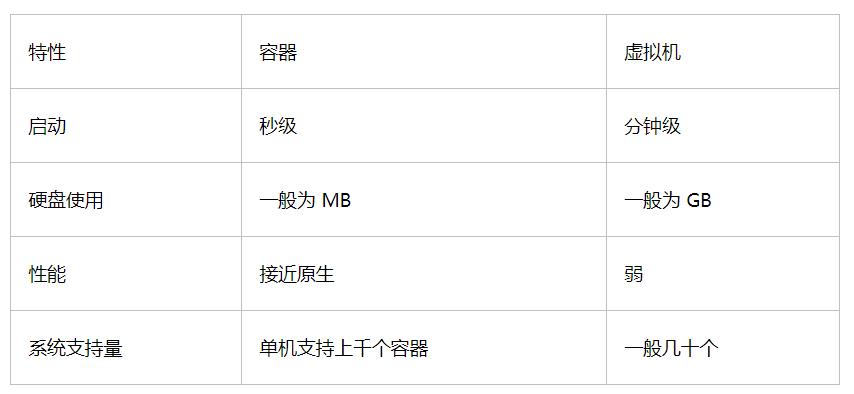 特性 容器 虚拟机
启动 秒级 分钟级
硬盘使用 一般为 MB 一般为 GB
性能 接近原生 弱
系统支持量 单机支持上千个容器 一般几十个